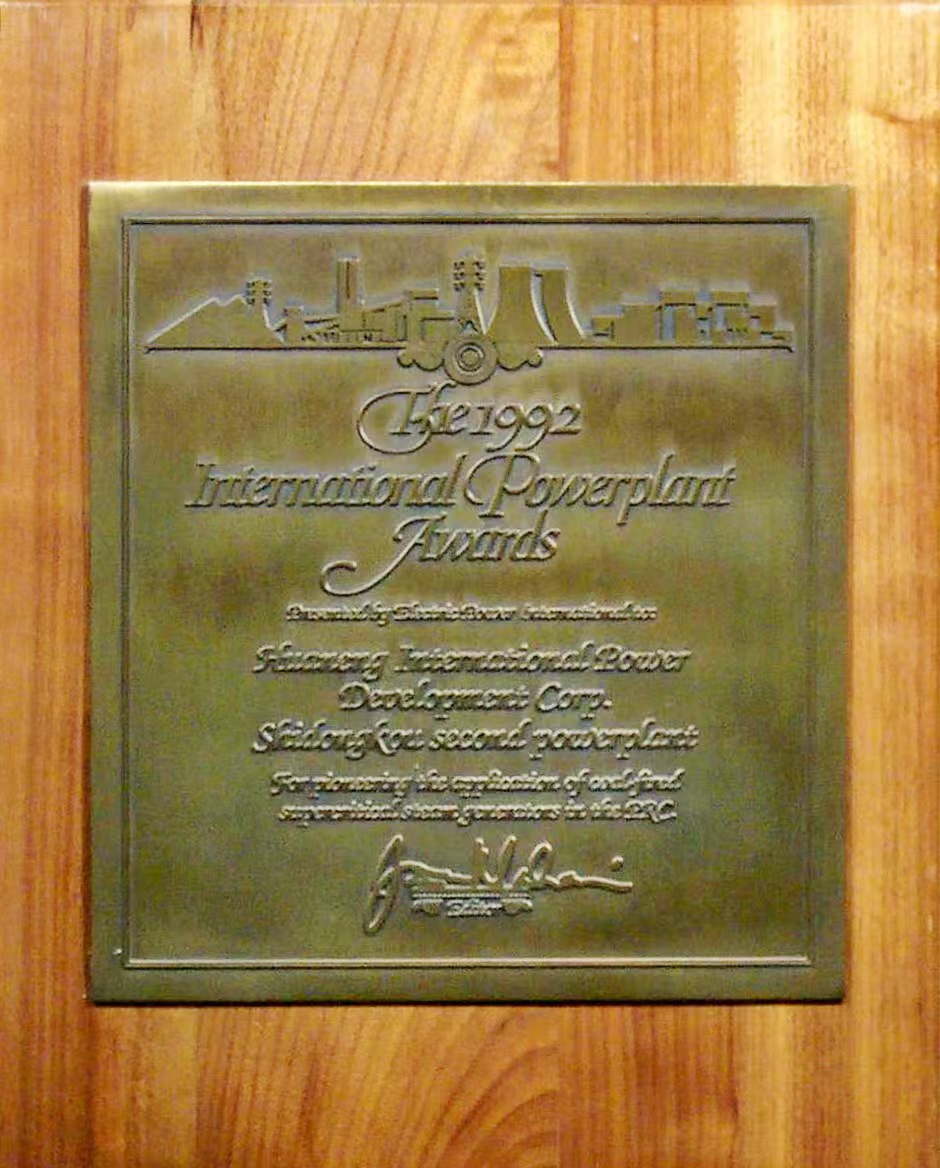 The 1992
International Powerplant
Awards
Presented by Electric Power International to:
Huaneng International Power
Development Corp.
Shidongkou second powerplant
For pioneering the application of coal-fired
supercritical steam generators in the PRC.
Editor